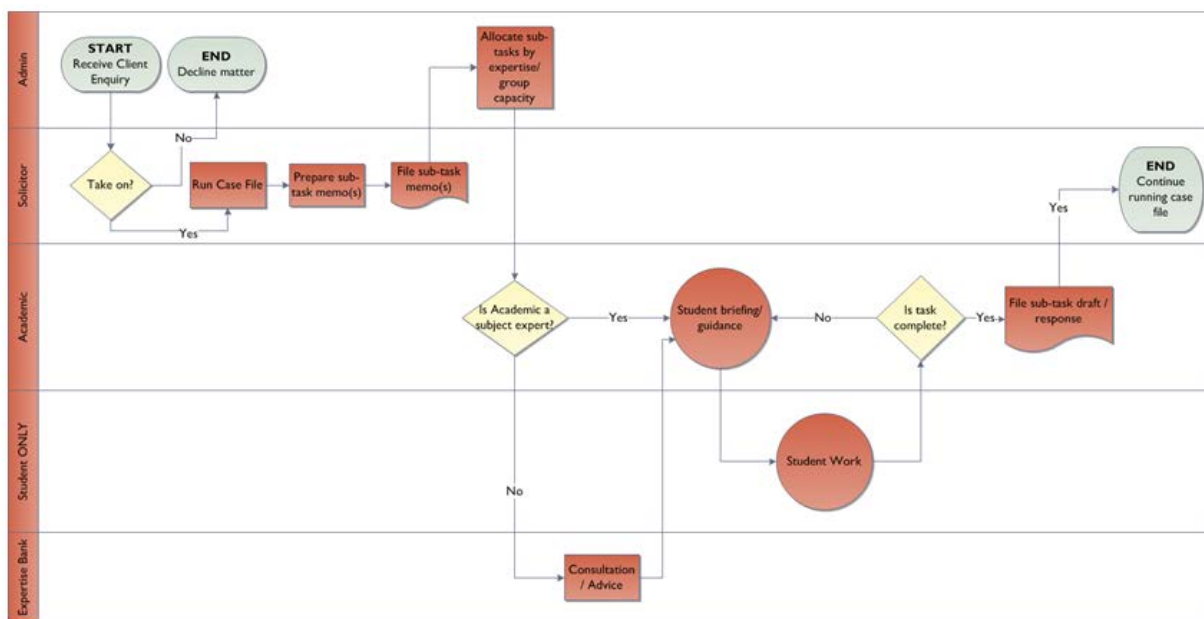 Admin
START
Receive Client
Enquiry
END
Decline matter
Allocate sub-
tasks by
expertise/
group
capacity
Solicitor
No
Take on?
Yes
Run Case File
Prepare sub-
task memo(s)
File sub-task
memo(s)
Yes
END
Continue
running case
file
Academic
Is Academic a
subject expert?
Yes
Student briefing/
guidance
No
Is task
complete?
Yes
File sub-task draft /
response
Student ONLY
No
Student Work
Expertise Bank
Consultation
/ Advice